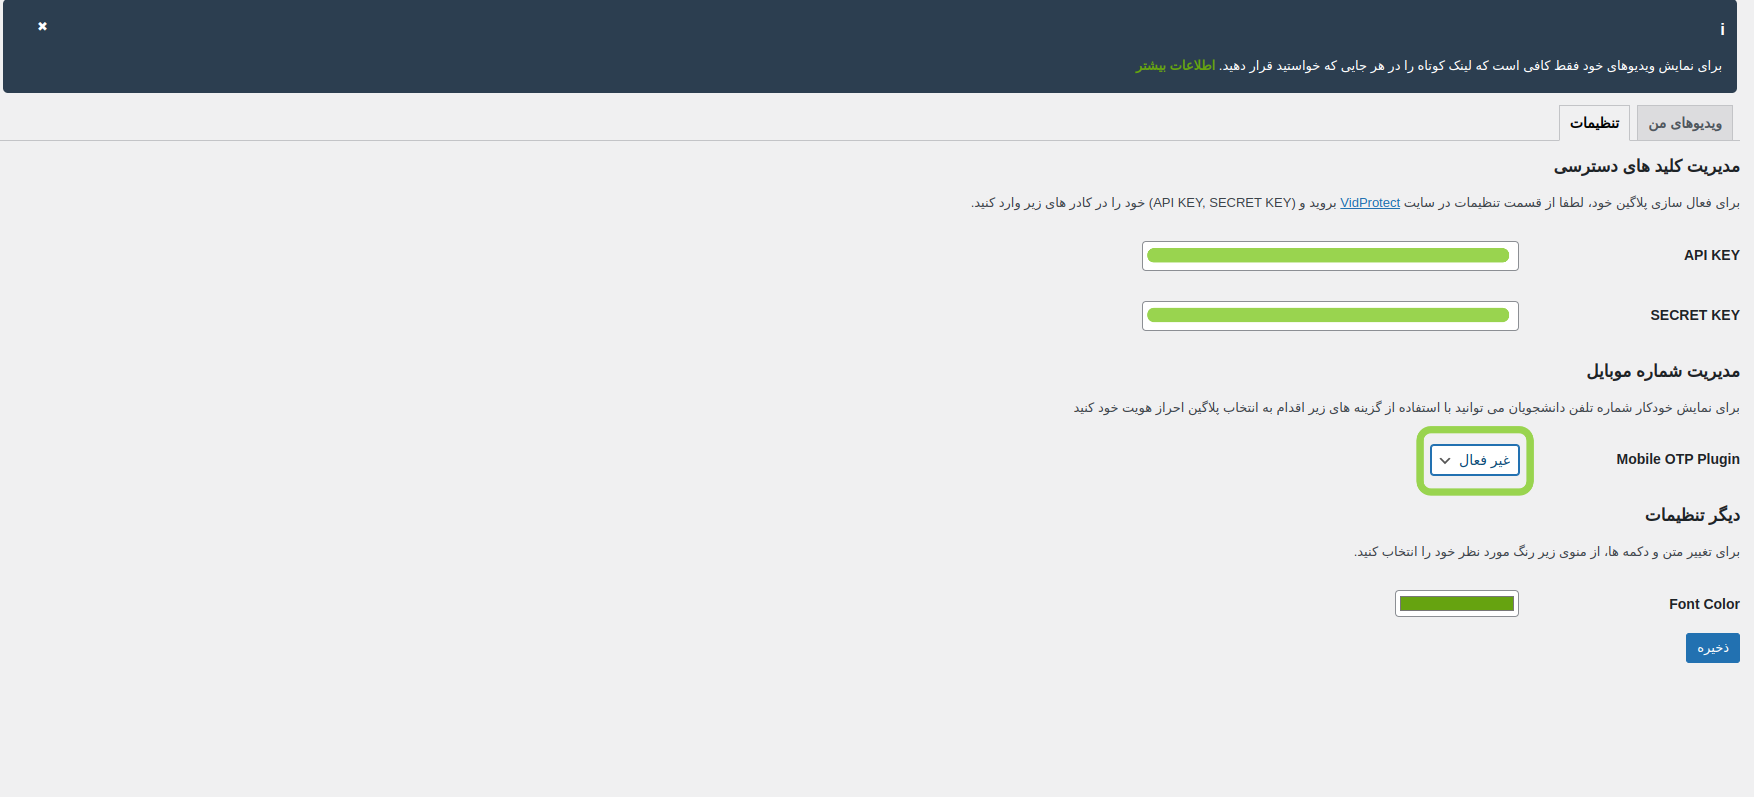 i
✖
برای نمایش ویدیوهای خود فقط کافی است که لینک کوتاه را در هر جایی که خواستید قرار دهید. اطلاعات بیشتر
ویدیوهای من
تنظیمات
مدیریت کلید های دسترسی
برای فعال سازی پلاگین خود، لطفا از قسمت تنظیمات در سایت VidProtect بروید و (API KEY, SECRET KEY) خود را در کادر های زیر وارد کنید.
API KEY
SECRET KEY
مدیریت شماره موبایل
برای نمایش خودکار شماره تلفن دانشجویان می توانید با استفاده از گزینه های زیر اقدام به انتخاب پلاگین احراز هویت خود کنید
Mobile OTP Plugin
غیر فعال
دیگر تنظیمات
برای تغییر متن و دکمه ها، از منوی زیر رنگ مورد نظر خود را انتخاب کنید.
Font Color
ذخیره